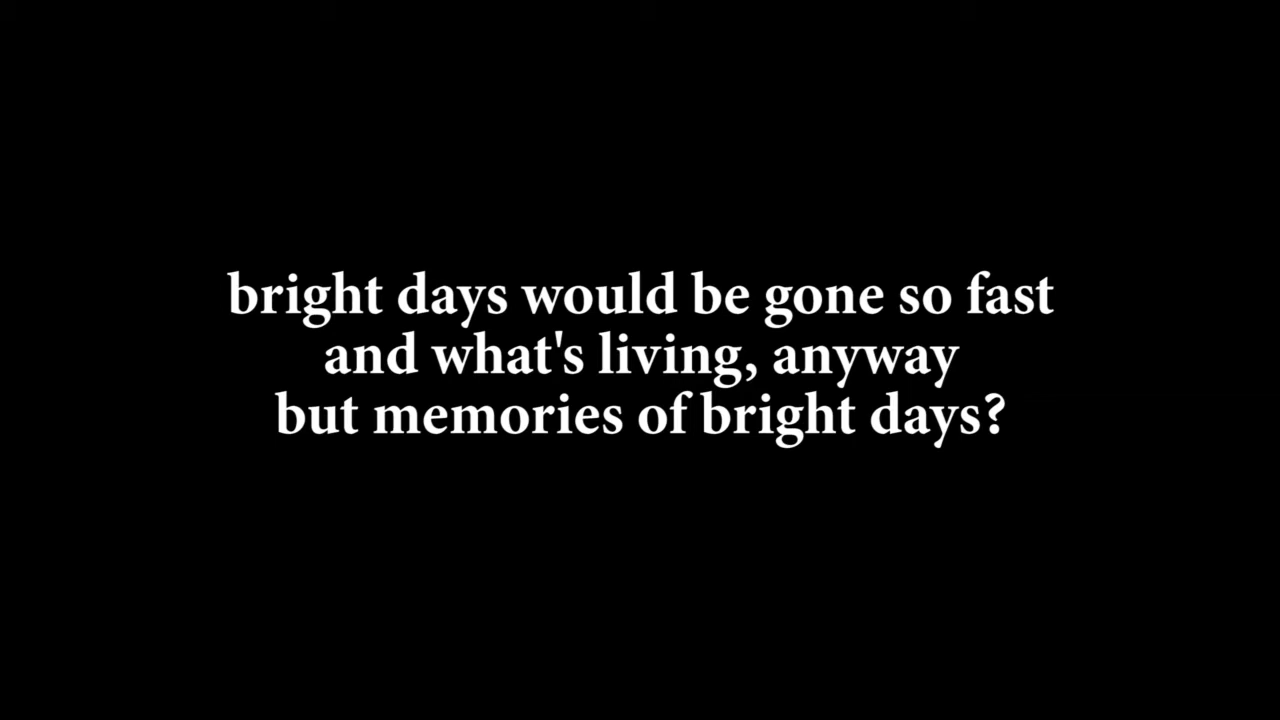 bright days would be gone so fast
and what's living, anyway
but memories of bright days?